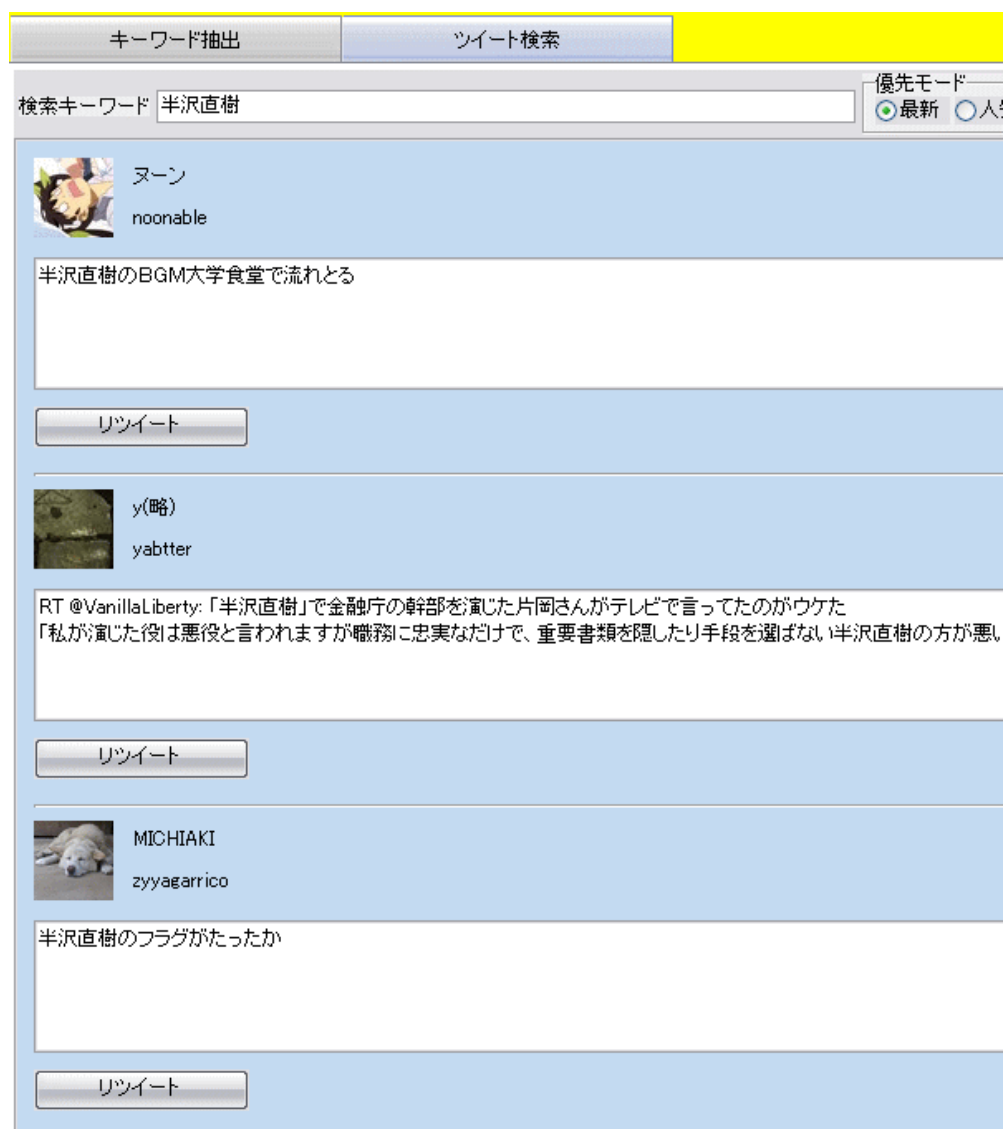 キーワード抽出 ツイート検索
優先モード
検索キーワード 半沢直樹 最新 人
ヌーン
noonable
半沢直樹のBGM大学食堂で流れとる
リツイート
y(略)
yabtter
RT @VanillaLiberty: 「半沢直樹」で金融庁の幹部を演じた片岡さんがテレビで言ってたのがウケた
「私が演じた役は悪役と言われますが職務に忠実なだけで、重要書類を隠したり手段を選ばない半沢直樹の方が悪い
リツイート
MICHIAKI
zyyagarrico
半沢直樹のフラグがたったか
リツイート